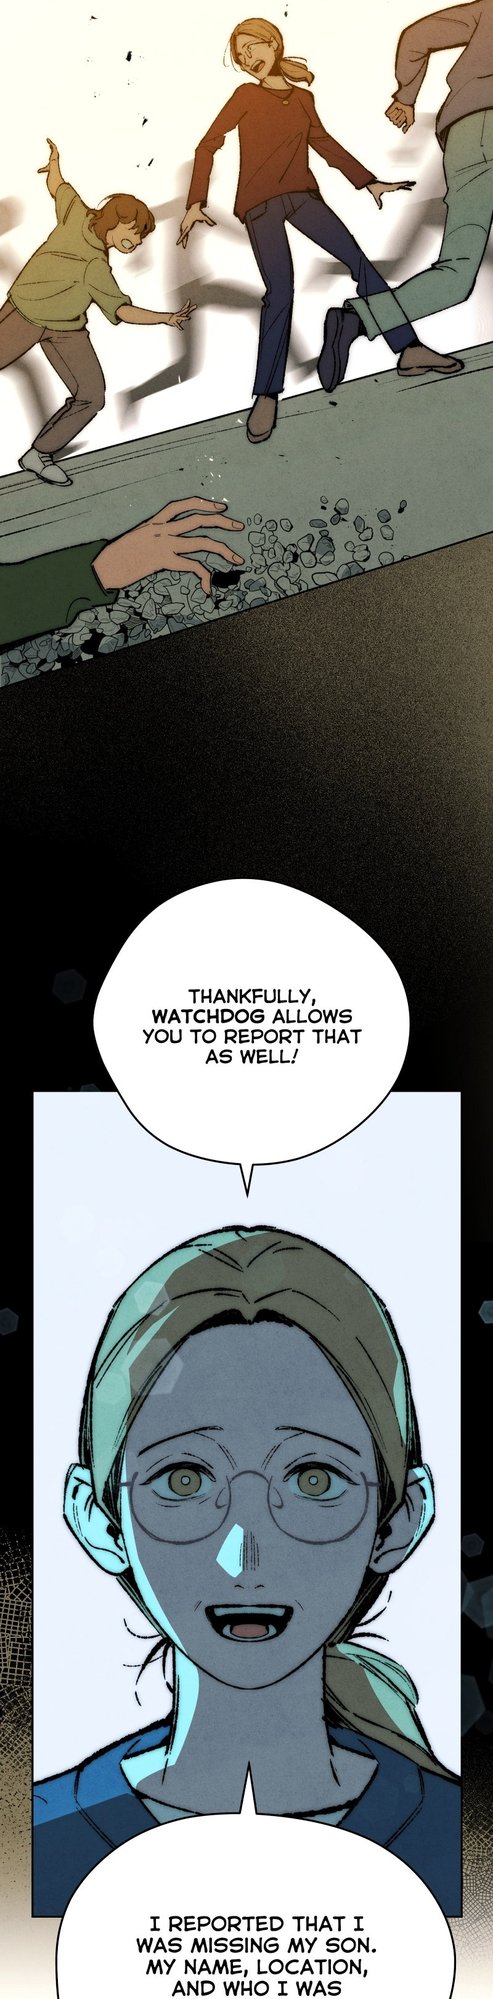 THANKFULLY,
WATCHDOG ALLOWS
YOU TO REPORT THAT
AS WELL!
I REPORTED THAT I
WAS MISSING MY SON.
MY NAME, LOCATION,
AND WHO I WAS